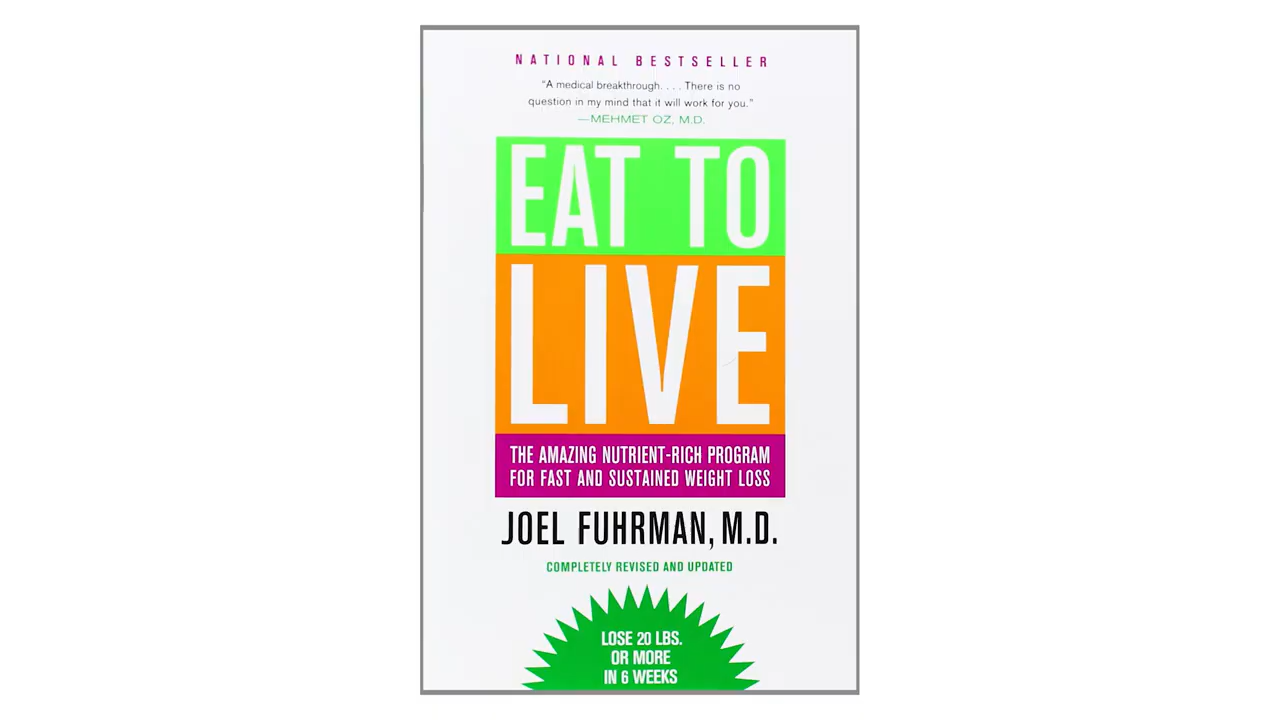 NATIONAL BESTSELLER
“A medical breakthrough. . . . There is no
question in my mind that it will work for you.”
—MEHMET OZ, M.D.
EAT TO
LIVE
THE AMAZING NUTRIENT-RICH PROGRAM
FOR FAST AND SUSTAINED WEIGHT LOSS
JOEL FUHRMAN, M.D.
COMPLETELY REVISED AND UPDATED
LOSE 20 LBS.
OR MORE
IN 6 WEEKS